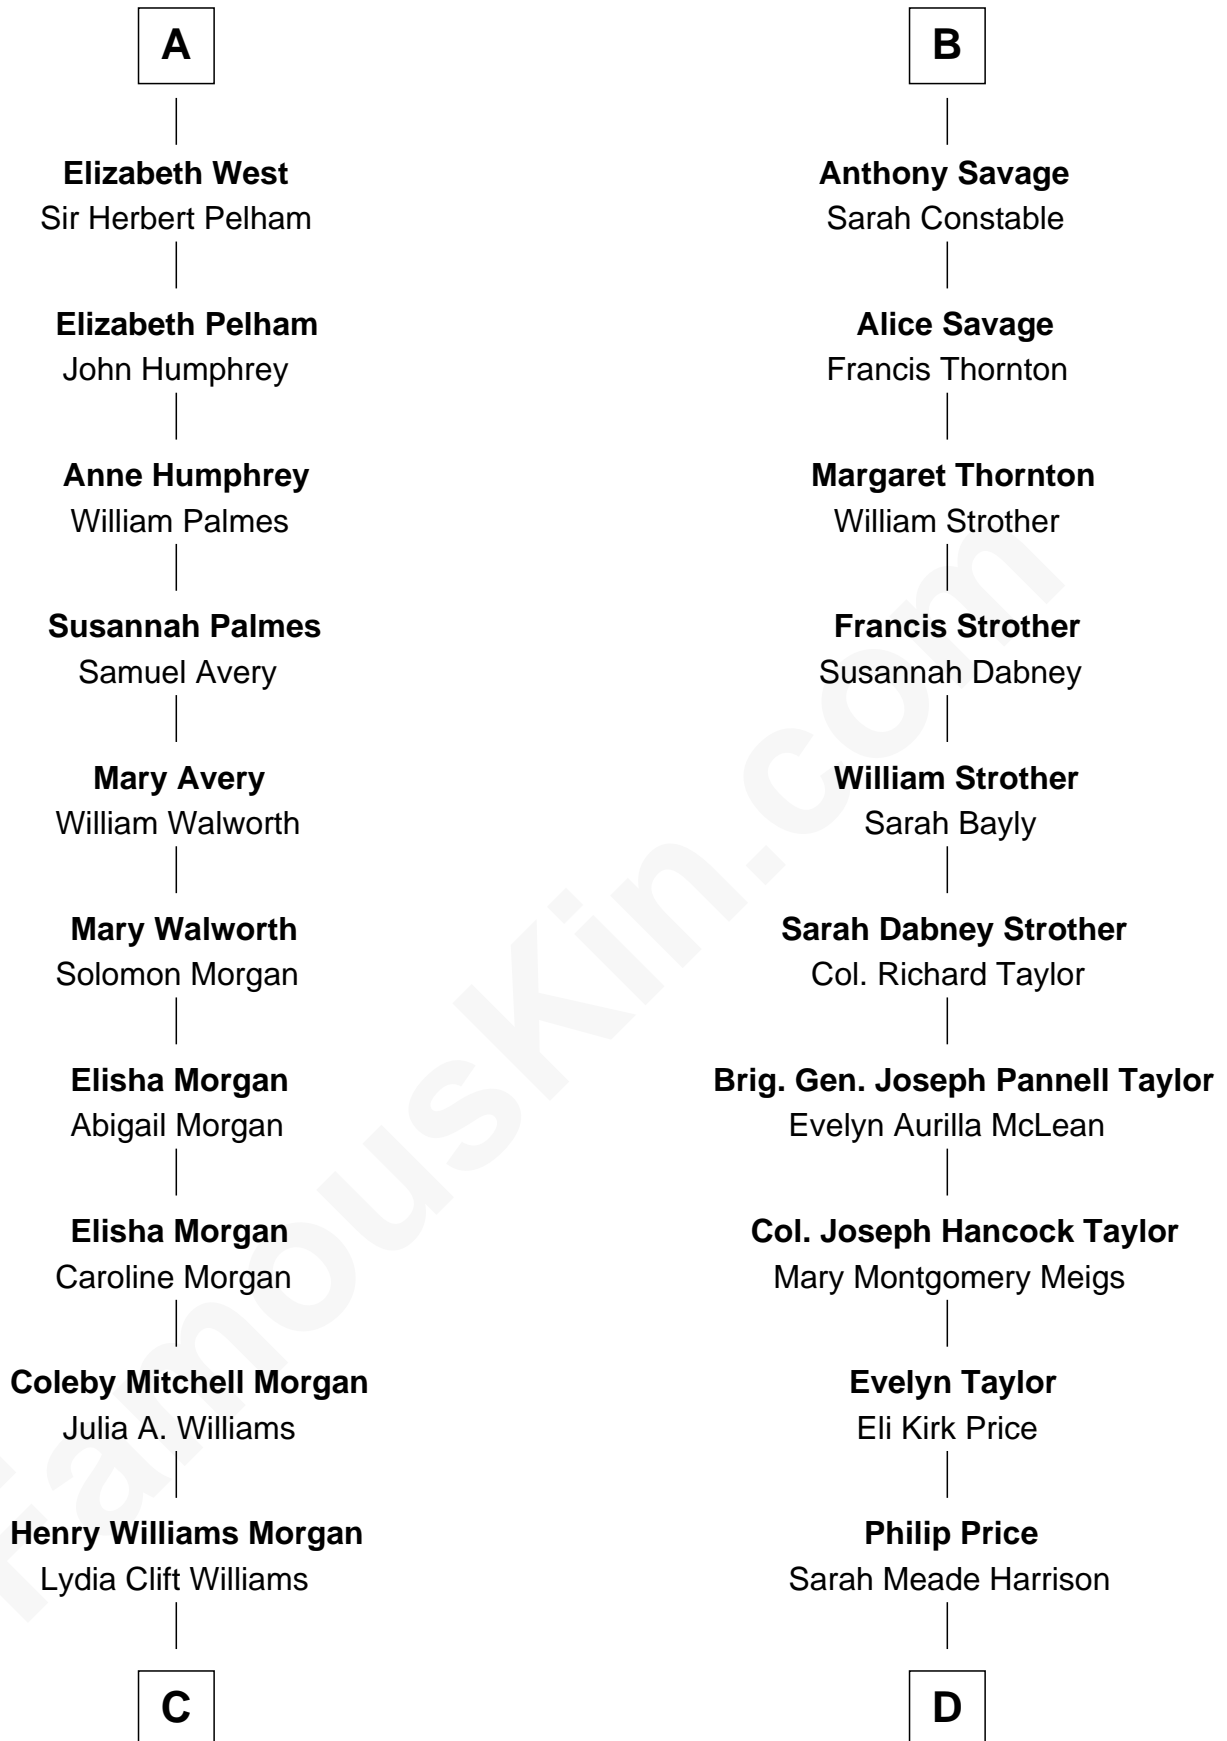 A
Elizabeth West
Sir Herbert Pelham
Elizabeth Pelham
John Humphrey
Anne Humphrey
William Palmes
Susannah Palmes
Samuel Avery
Mary Avery
William Walworth
Mary Walworth
Solomon Morgan
Elisha Morgan
Abigail Morgan
Elisha Morgan
Caroline Morgan
Coleby Mitchell Morgan
Julia A. Williams
Henry Williams Morgan
Lydia Clift Williams
C
B
Anthony Savage
Sarah Constable
Alice Savage
Francis Thornton
Margaret Thornton
William Strother
Francis Strother
Susannah Dabney
William Strother
Sarah Bayly
Sarah Dabney Strother
Col. Richard Taylor
Brig. Gen. Joseph Pannell Taylor
Evelyn Aurilla McLean
Col. Joseph Hancock Taylor
Mary Montgomery Meigs
Evelyn Taylor
Eli Kirk Price
Philip Price
Sarah Meade Harrison
D
famouskin.com